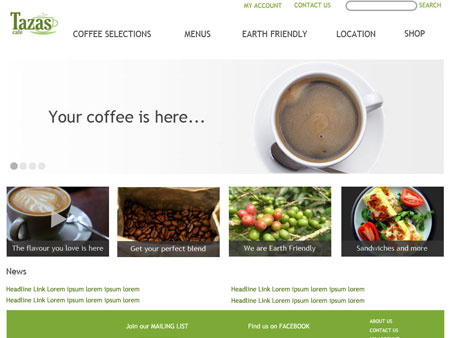 Tazas
cafe
MY ACCOUNT CONTACT US SEARCH
COFFEE SELECTIONS MENUS EARTH FRIENDLY LOCATION SHOP
Your coffee is here...
The flavour you love is here
Get your perfect blend
We are Earth Friendly
Sandwiches and more
News
Headline Link Lorem ipsum lorem ipsum lorem
Headline Link Lorem ipsum lorem ipsum lorem
Headline Link Lorem ipsum lorem ipsum lorem
Headline Link Lorem ipsum lorem ipsum lorem
Join our MAILING LIST
Find us on FACEBOOK
ABOUT US
CONTACT US